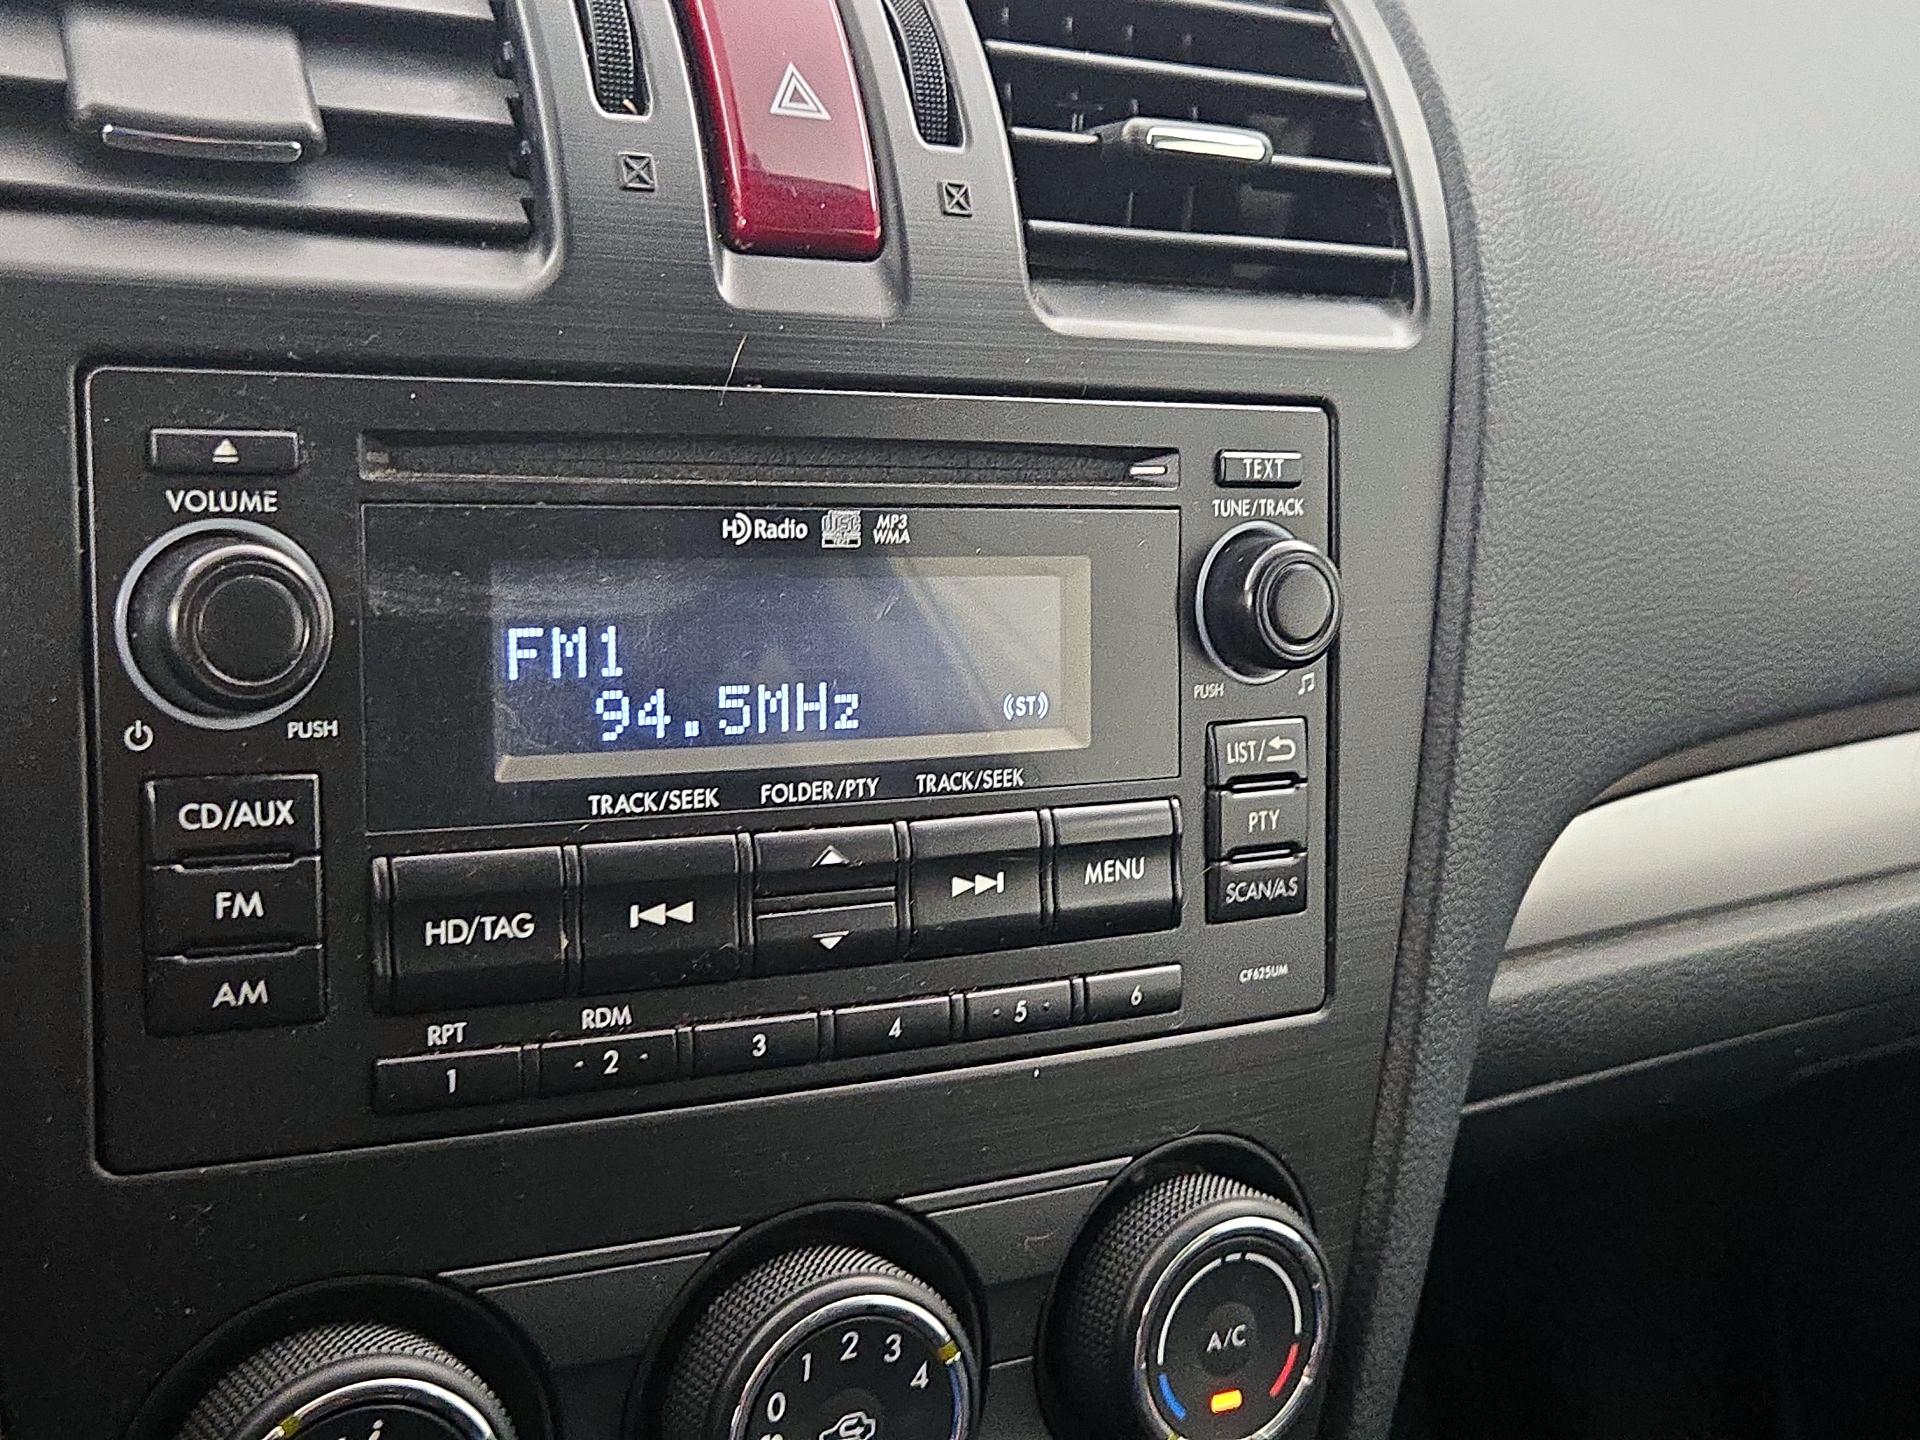 HD Radio
MP3
WMA
TEXT
VOLUME
TUNE/TRACK
FM1
94.5MHz
((ST))
PUSH
PUSH
LIST/
TRACK/SEEK
FOLDER/PTY
TRACK/SEEK
CD/AUX
PTY
HD/TAG
MENU
SCAN/AS
FM
AM
CF625UM
RPT
RDM
1
2
3
4
5
6
0
1
2
3
4
A/C